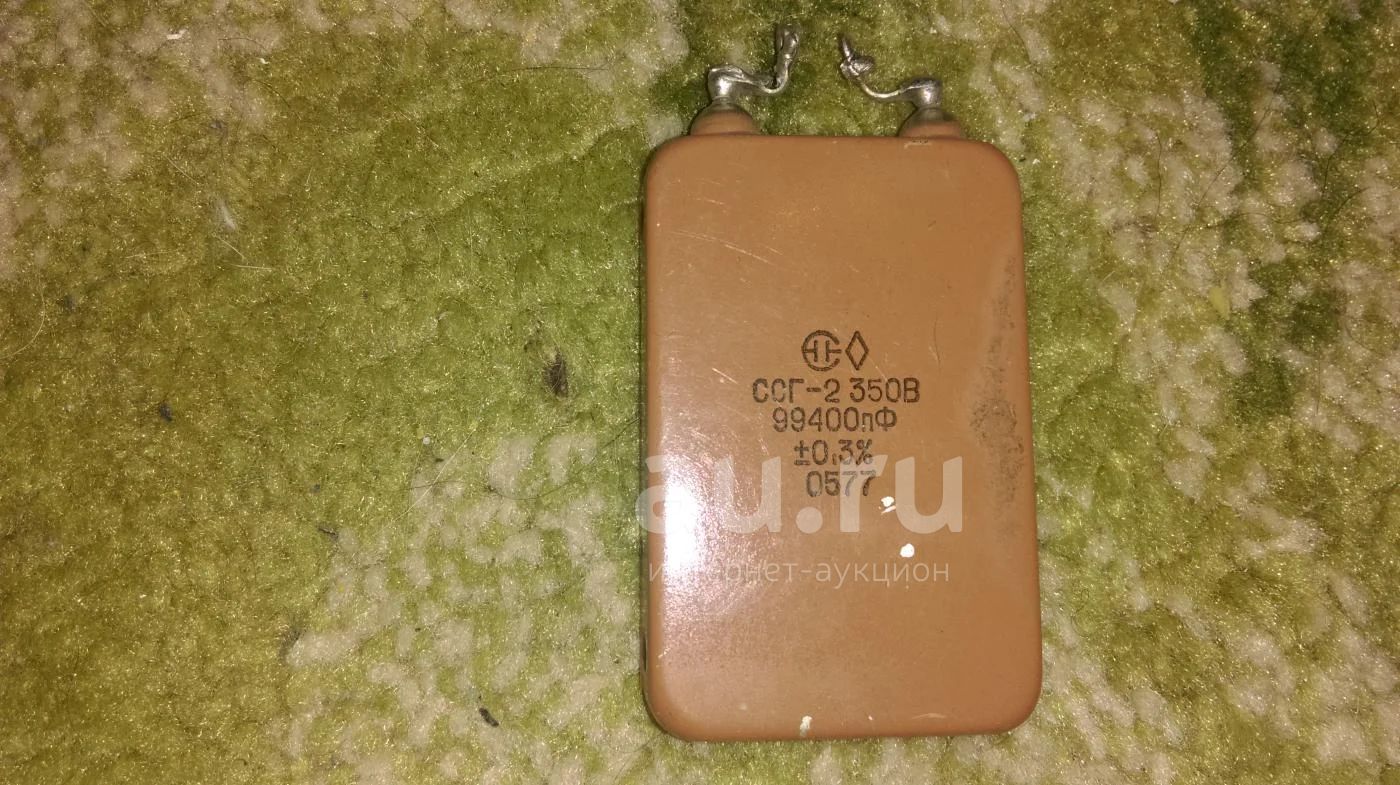 ССГ-2 350В
99400пФ
±0,3%
0577
au.ru
интернет-аукцион